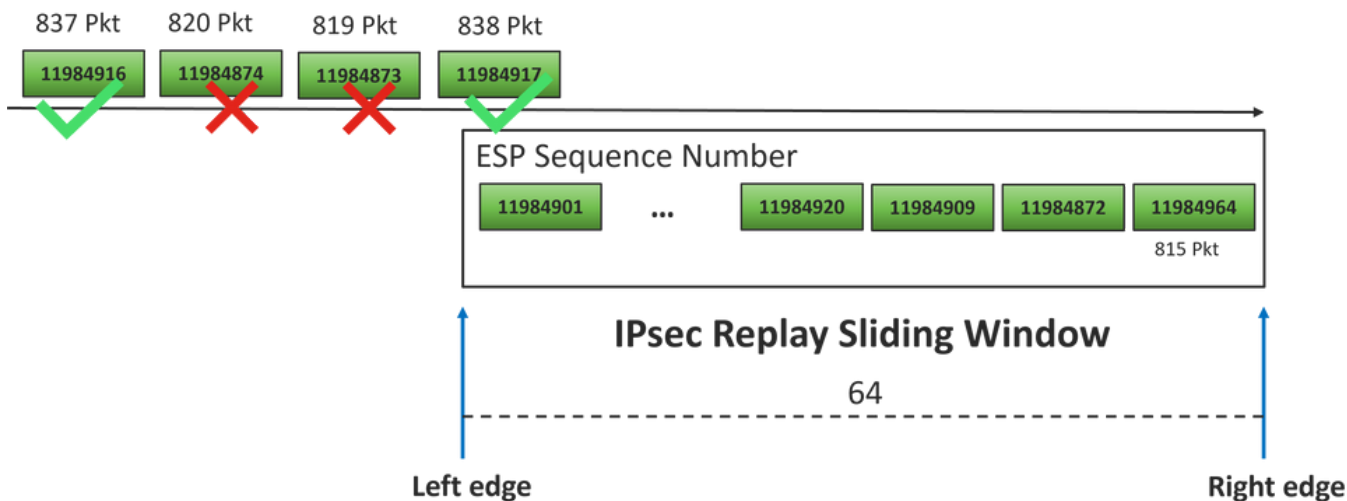 837 Pkt 820 Pkt 819 Pkt 838 Pkt
11984916 11984874 11984873 11984917
ESP Sequence Number
11984901 ... 11984920 11984909 11984872 11984964
815 Pkt
IPsec Replay Sliding Window
64
Left edge Right edge